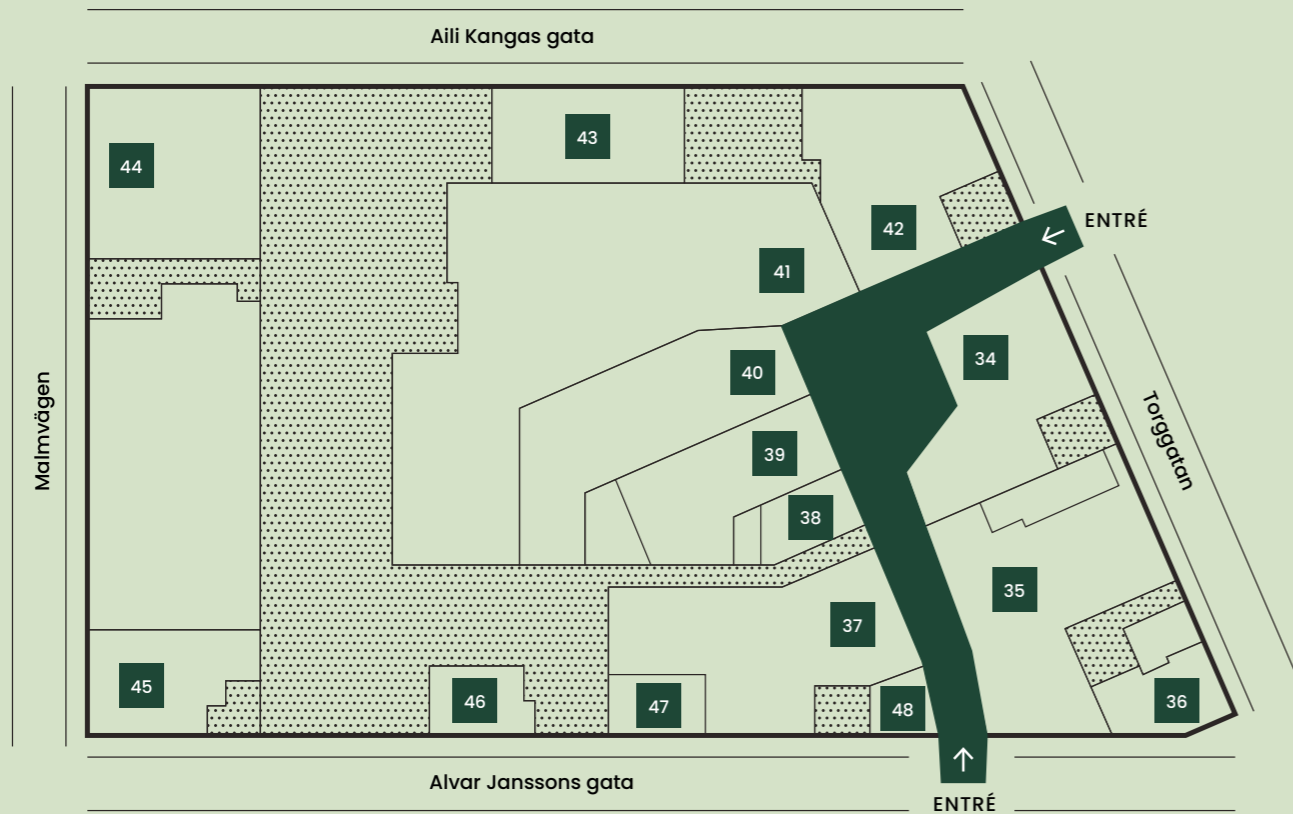 Aili Kangas gata
43
44
42
ENTRÉ
41
34
40
Malmvägen
Torggatan
39
38
35
37
45
46
47
48
36
Alvar Janssons gata
ENTRÉ